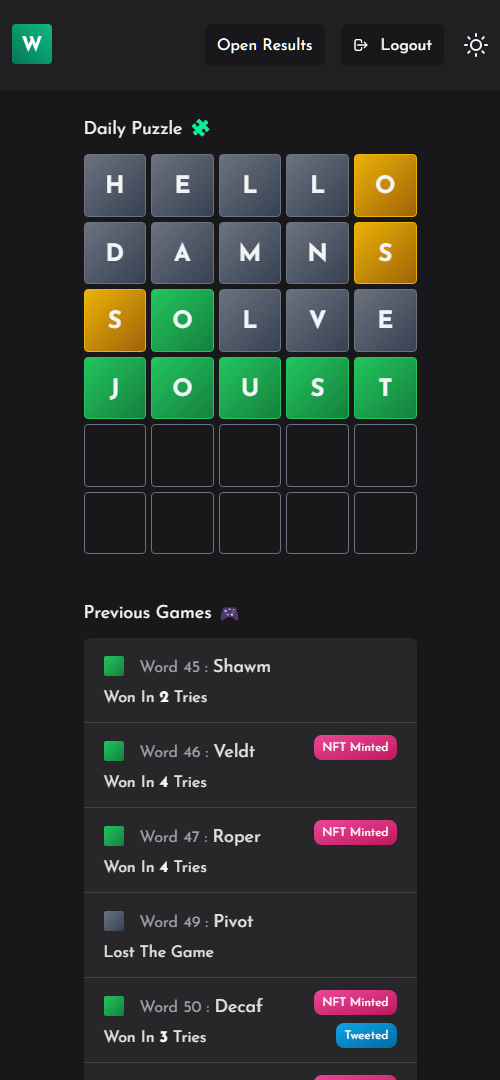 W Open Results Logout
Daily Puzzle
H E L L O
D A M N S
S O L V E
J O U S T
Previous Games
Word 45 : Shawm
Won In 2 Tries
Word 46 : Veldt NFT Minted
Won In 4 Tries
Word 47 : Roper NFT Minted
Won In 4 Tries
Word 49 : Pivot
Lost The Game
Word 50 : Decaf NFT Minted
Won In 3 Tries Tweeted